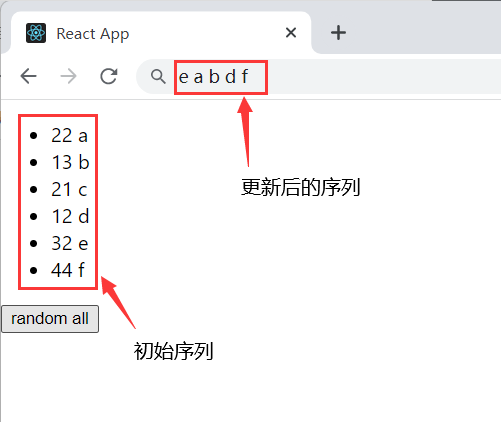 React App
e a b d f
22 a
13 b
21 c
12 d
32 e
44 f
更新后的序列
random all
初始序列